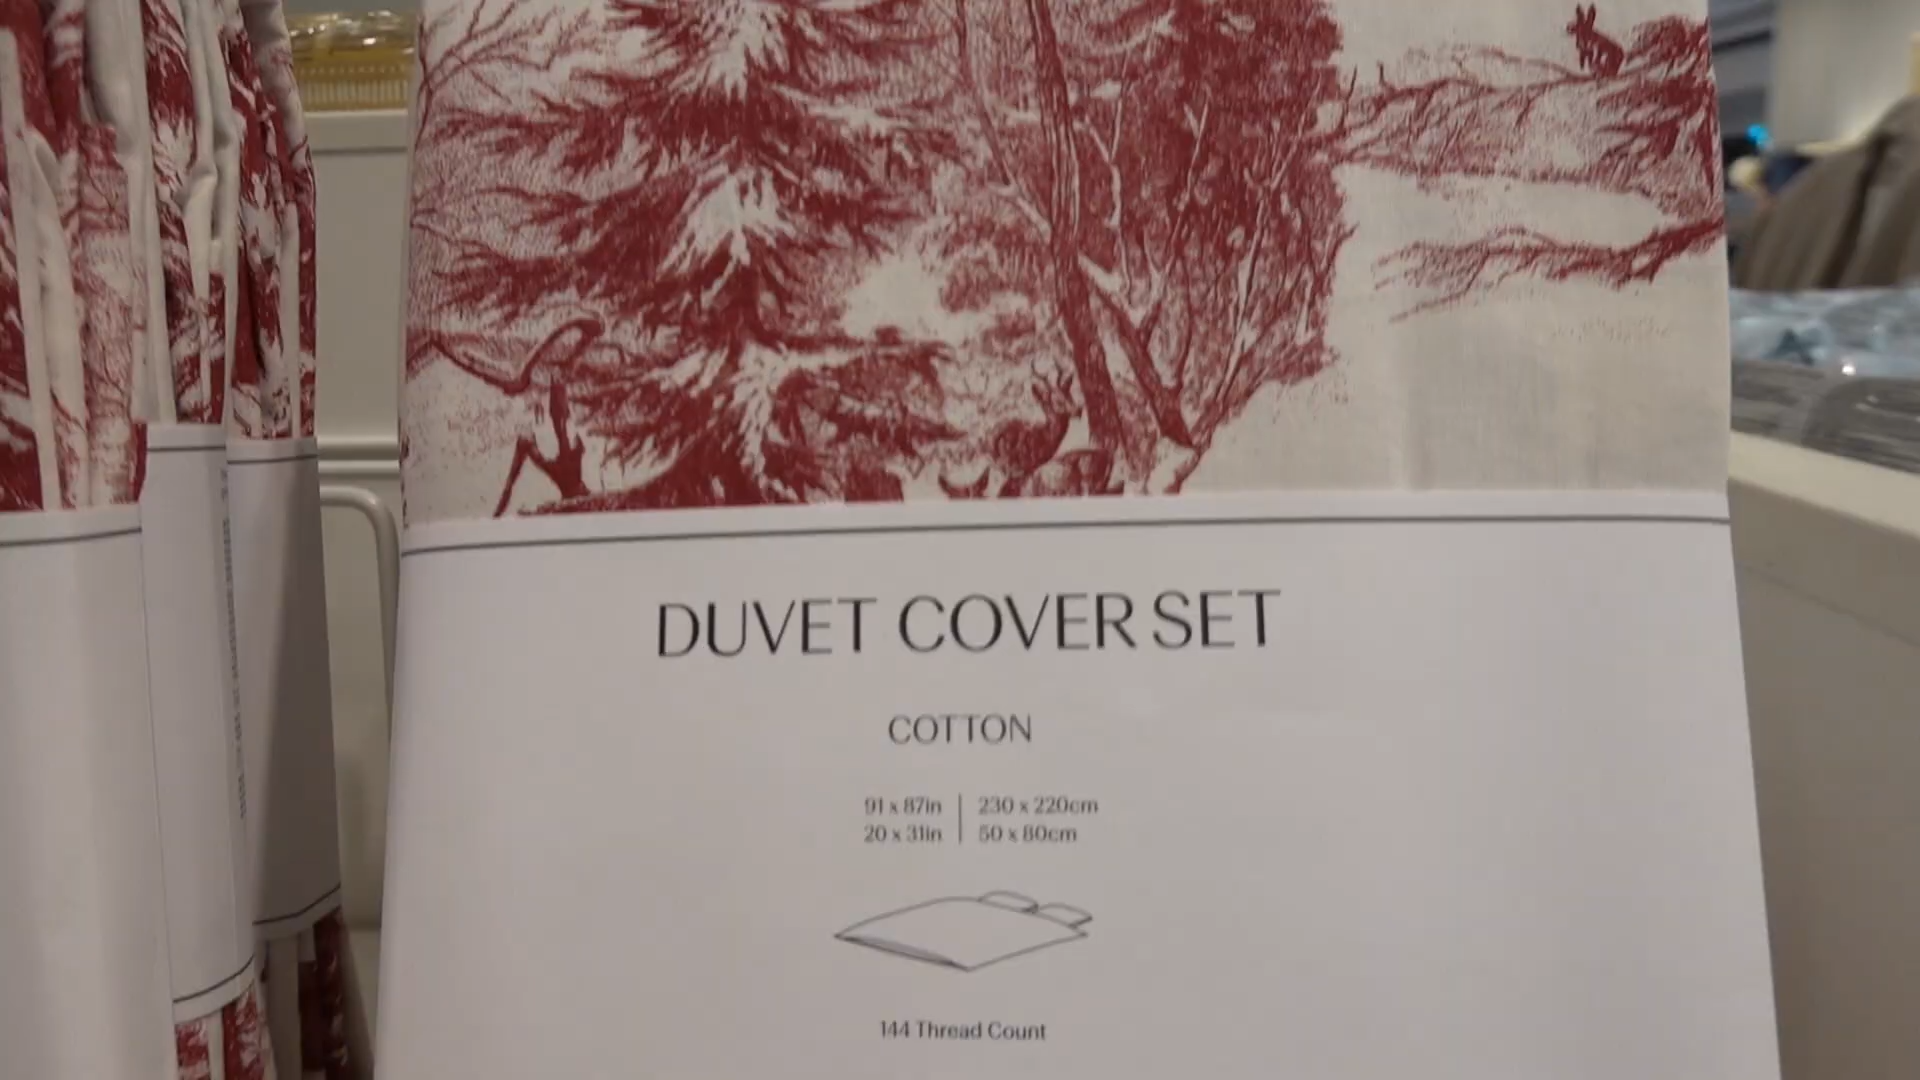 DUVET COVER SET
COTTON
91 x 87in | 230 x 220cm
20 x 31in | 50 x 80cm
144 Thread Count